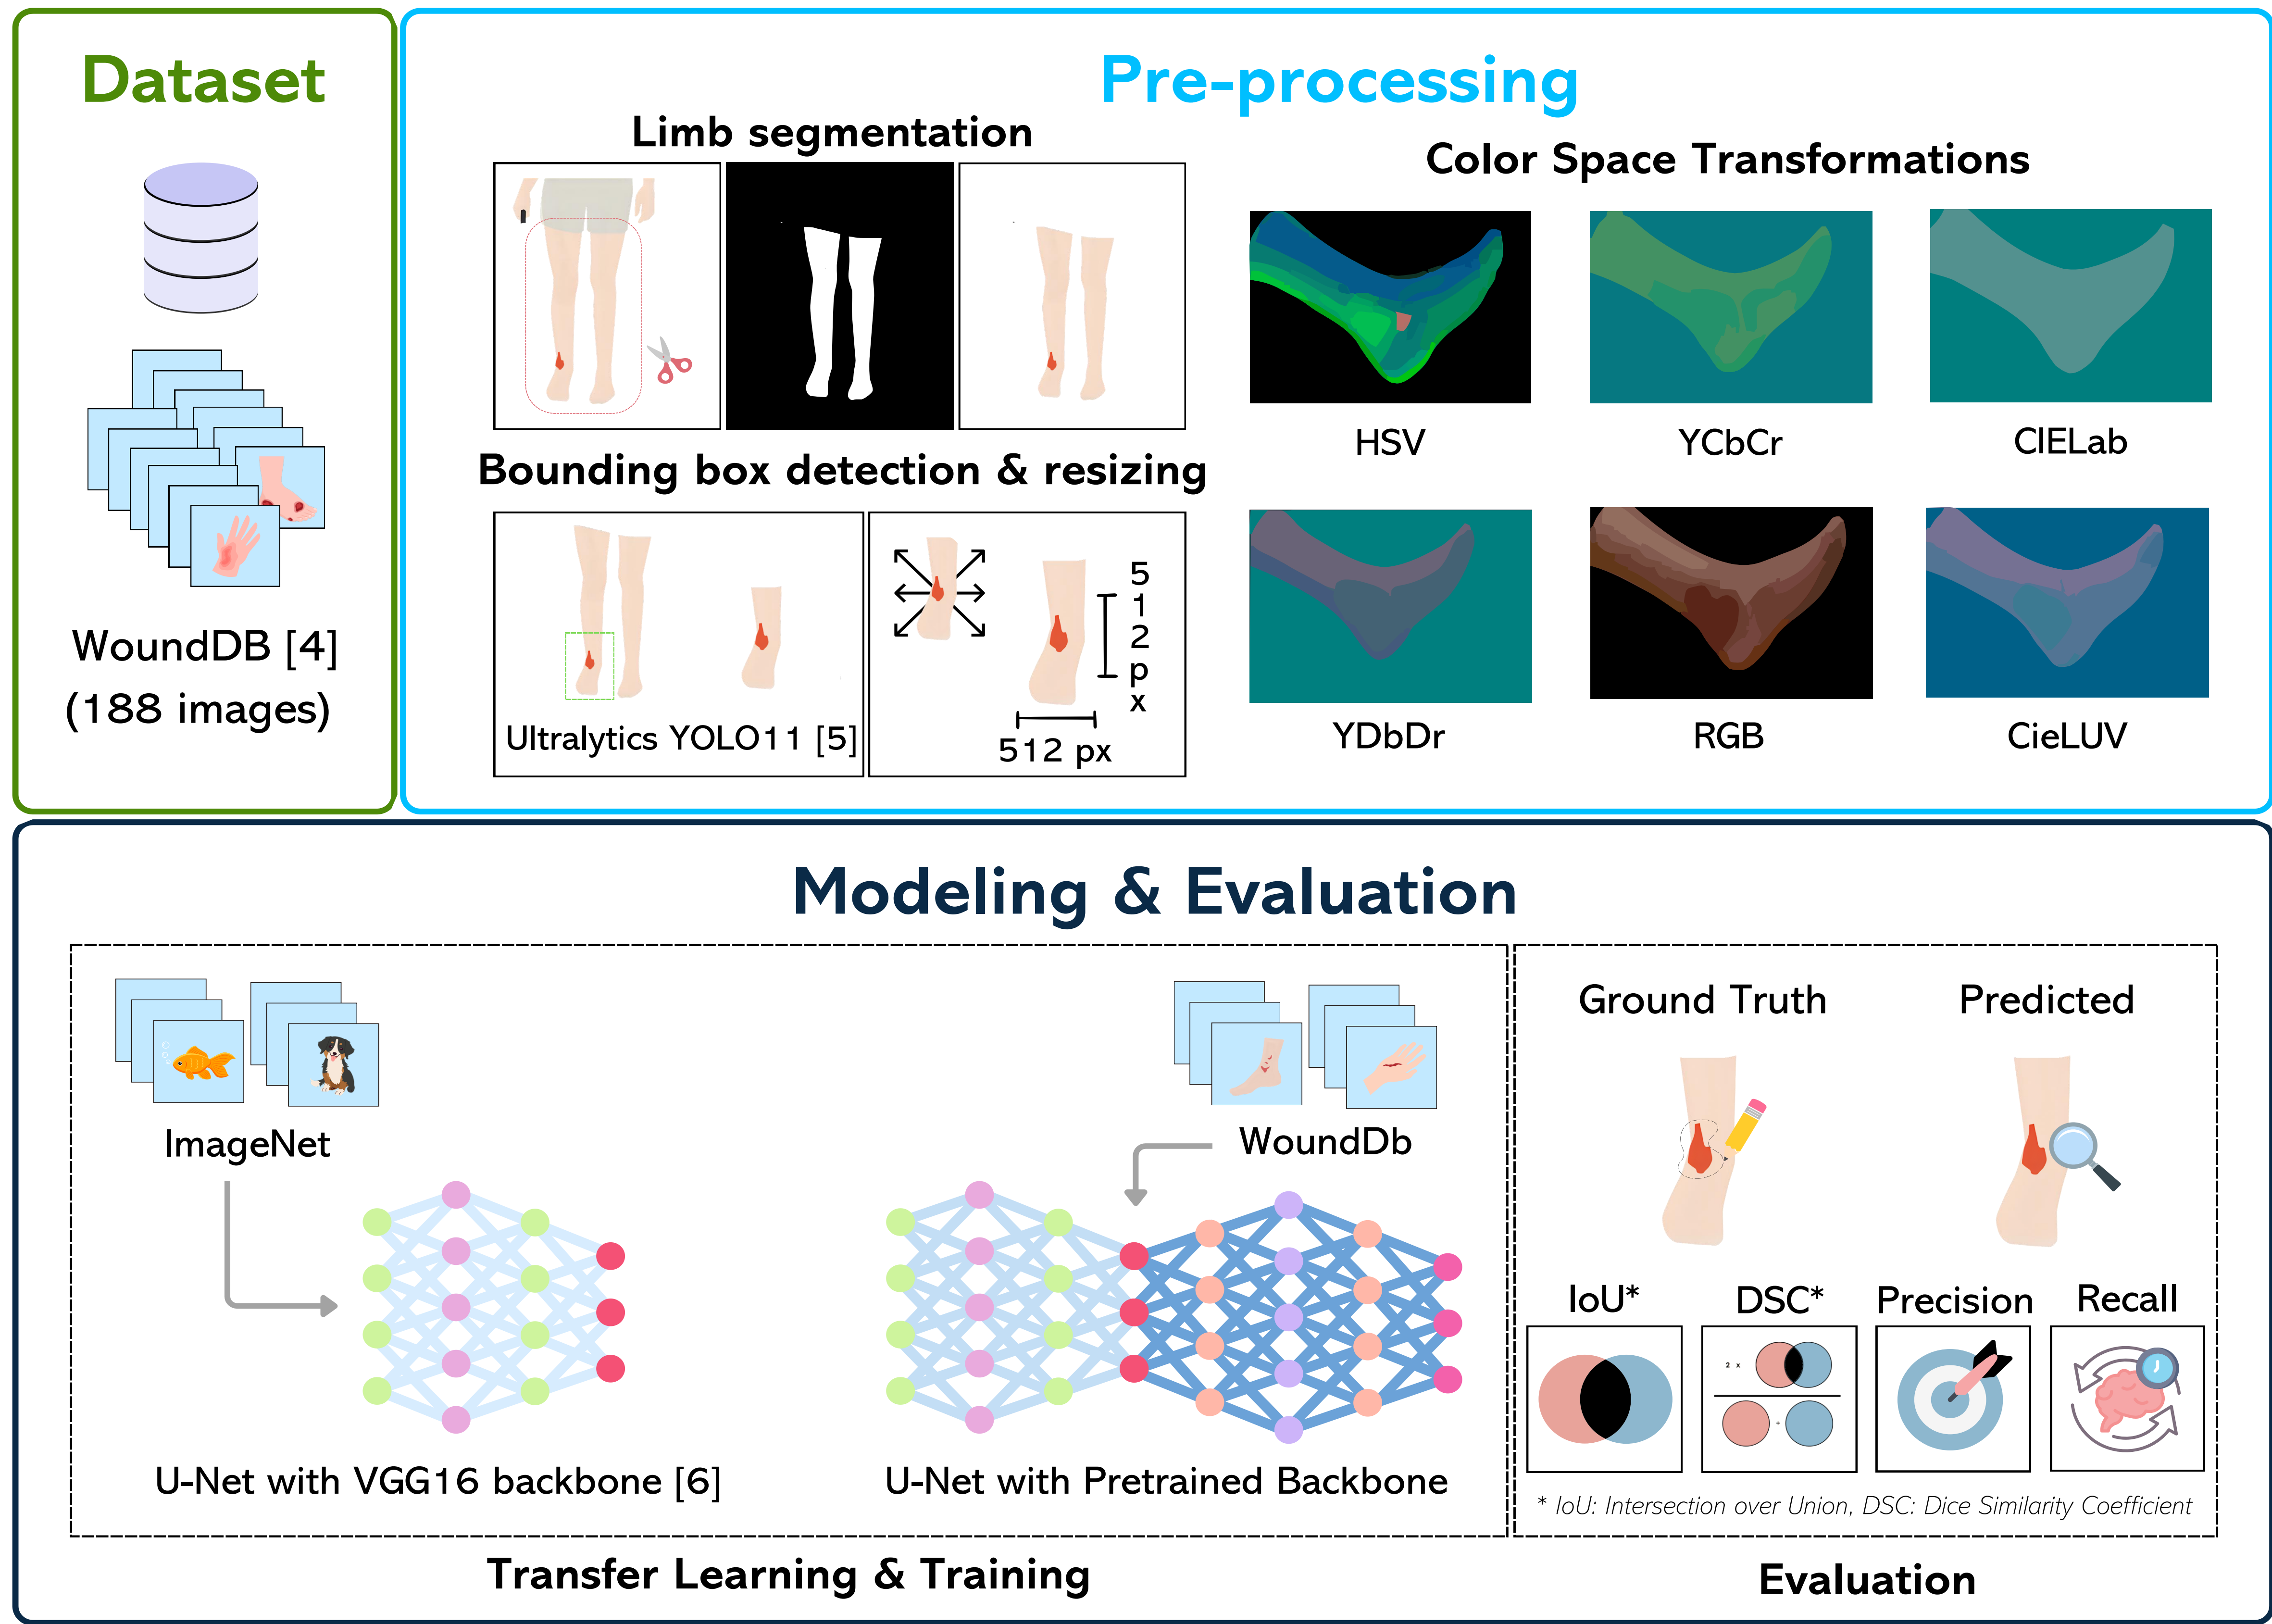 Dataset
WoundDB [4]
(188 images)
Pre-processing
Limb segmentation
Bounding box detection & resizing
Ultralytics YOLO11 [5]
512 px
512 px
Color Space Transformations
HSV
YCbCr
CIELab
YDbDr
RGB
CieLUV
Modeling & Evaluation
ImageNet
WoundDb
U-Net with VGG16 backbone [6]
U-Net with Pretrained Backbone
Transfer Learning & Training
Ground Truth
Predicted
IoU*
DSC*
Precision
Recall
2 x
+
* IoU: Intersection over Union, DSC: Dice Similarity Coefficient
Evaluation